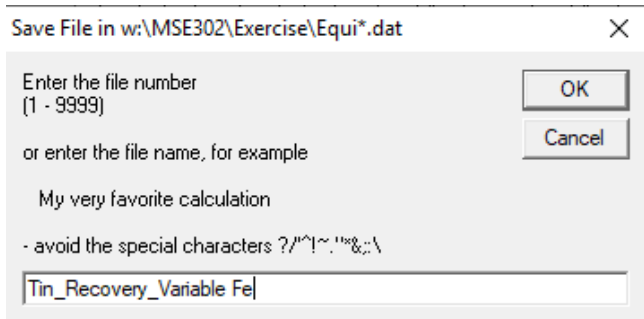 Save File in w:\MSE302\Exercise\Equi*.dat
Enter the file number
(1 - 9999)
OK
Cancel
or enter the file name, for example
My very favorite calculation
- avoid the special characters ?/"^!~.''*&;:\
Tin_Recovery_Variable Fe